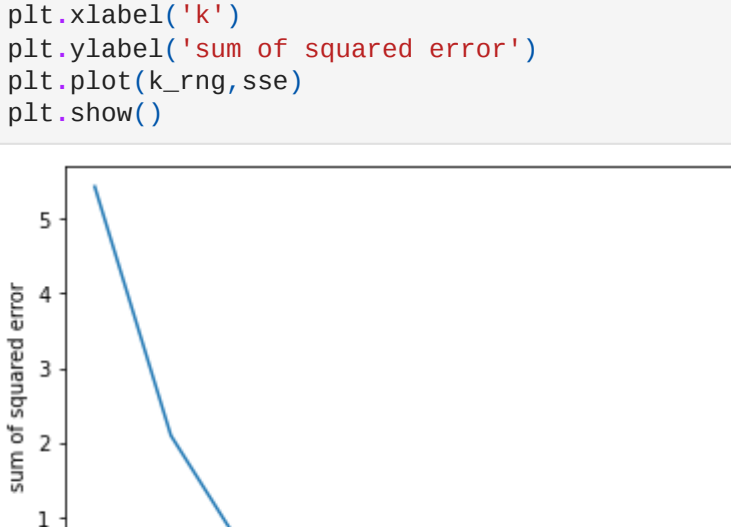 plt.xlabel('k')
plt.ylabel('sum of squared error')
plt.plot(k_rng,sse)
plt.show()
5
4
3
2
1
sum of squared error